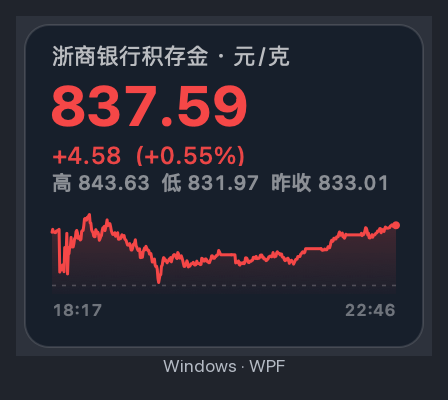 浙商银行积存金 · 元/克
837.59
+4.58 (+0.55%)
高 843.63 低 831.97 昨收 833.01
18:17 22:46
Windows · WPF